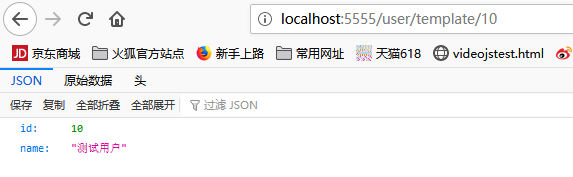 localhost:5555/user/template/10
JD 京东商城 火狐官方站点 新手上路 常用网址 天猫618 videojstest.html
JSON 原始数据 头
保存 复制 全部折叠 全部展开 过滤 JSON
id: 10
name: "测试用户"